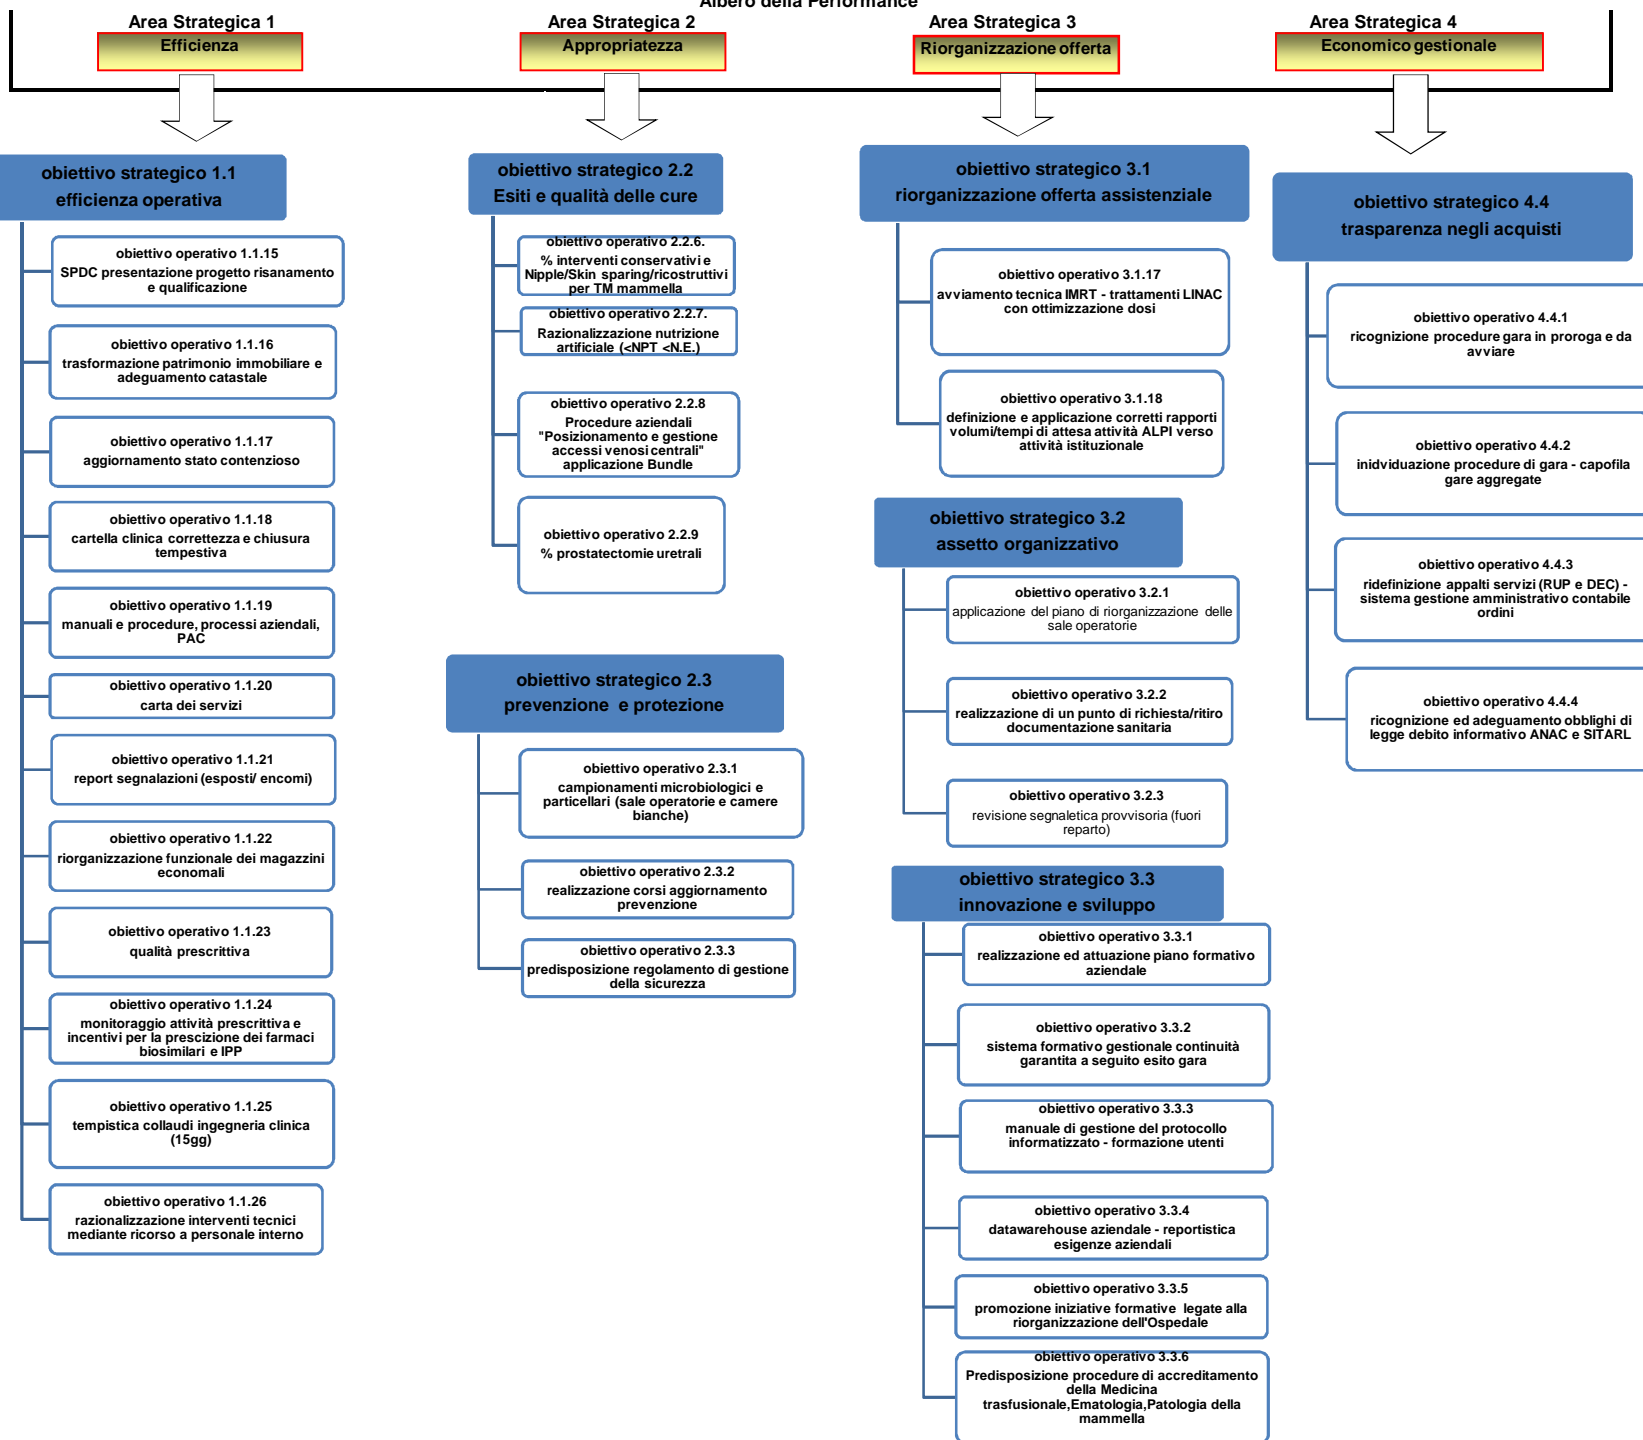 Albero della Performance
Area Strategica 1
Efficienza
obiettivo strategico 1.1
efficienza operativa
obiettivo operativo 1.1.15
SPDC presentazione progetto risanamento
e qualificazione
obiettivo operativo 1.1.16
trasformazione patrimonio immobiliare e
adeguamento catastale
obiettivo operativo 1.1.17
aggiornamento stato contenzioso
obiettivo operativo 1.1.18
cartella clinica correttezza e chiusura
tempestiva
obiettivo operativo 1.1.19
manuali e procedure, processi aziendali,
PAC
obiettivo operativo 1.1.20
carta dei servizi
obiettivo operativo 1.1.21
report segnalazioni (esposti/ encomi)
obiettivo operativo 1.1.22
riorganizzazione funzionale dei magazzini
economali
obiettivo operativo 1.1.23
qualità prescrittiva
obiettivo operativo 1.1.24
monitoraggio attività prescrittiva e
incentivi per la prescizione dei farmaci
biosimilari e IPP
obiettivo operativo 1.1.25
tempistica collaudi ingegneria clinica
(15gg)
obiettivo operativo 1.1.26
razionalizzazione interventi tecnici
mediante ricorso a personale interno
Area Strategica 2
Appropriatezza
obiettivo strategico 2.2
Esiti e qualità delle cure
obiettivo operativo 2.2.6.
% interventi conservativi e
Nipple/Skin sparing/ricostruttivi
per TM mammella
obiettivo operativo 2.2.7.
Razionalizzazione nutrizione
artificiale (<NPT <N.E.)
obiettivo operativo 2.2.8
Procedure aziendali
"Posizionamento e gestione
accessi venosi centrali"
applicazione Bundle
obiettivo operativo 2.2.9
% prostatectomie uretrali
obiettivo strategico 2.3
prevenzione e protezione
obiettivo operativo 2.3.1
campionamenti microbiologici e
particellari (sale operatorie e camere
bianche)
obiettivo operativo 2.3.2
realizzazione corsi aggiornamento
prevenzione
obiettivo operativo 2.3.3
predisposizione regolamento di gestione
della sicurezza
Area Strategica 3
Riorganizzazione offerta
obiettivo strategico 3.1
riorganizzazione offerta assistenziale
obiettivo operativo 3.1.17
avviamento tecnica IMRT - trattamenti LINAC
con ottimizzazione dosi
obiettivo operativo 3.1.18
definizione e applicazione corretti rapporti
volumi/tempi di attesa attività ALPI verso
attività istituzionale
obiettivo strategico 3.2
assetto organizzativo
obiettivo operativo 3.2.1
applicazione del piano di riorganizzazione delle
sale operatorie
obiettivo operativo 3.2.2
realizzazione di un punto di richiesta/ritiro
documentazione sanitaria
obiettivo operativo 3.2.3
revisione segnaletica provvisoria (fuori
reparto)
obiettivo strategico 3.3
innovazione e sviluppo
obiettivo operativo 3.3.1
realizzazione ed attuazione piano formativo
aziendale
obiettivo operativo 3.3.2
sistema formativo gestionale continuità
garantita a seguito esito gara
obiettivo operativo 3.3.3
manuale di gestione del protocollo
informatizzato - formazione utenti
obiettivo operativo 3.3.4
datawarehouse aziendale - reportistica
esigenze aziendali
obiettivo operativo 3.3.5
promozione iniziative formative legate alla
riorganizzazione dell'Ospedale
obiettivo operativo 3.3.6
Predisposizione procedure di accreditamento
della Medicina
trasfusionale,Ematologia,Patologia della
mammella
Area Strategica 4
Economico gestionale
obiettivo strategico 4.4
trasparenza negli acquisti
obiettivo operativo 4.4.1
ricognizione procedure gara in proroga e da
avviare
obiettivo operativo 4.4.2
inidviduazione procedure di gara - capofila
gare aggregate
obiettivo operativo 4.4.3
ridefinizione appalti servizi (RUP e DEC) -
sistema gestione amministrativo contabile
ordini
obiettivo operativo 4.4.4
ricognizione ed adeguamento obblighi di
legge debito informativo ANAC e SITARL